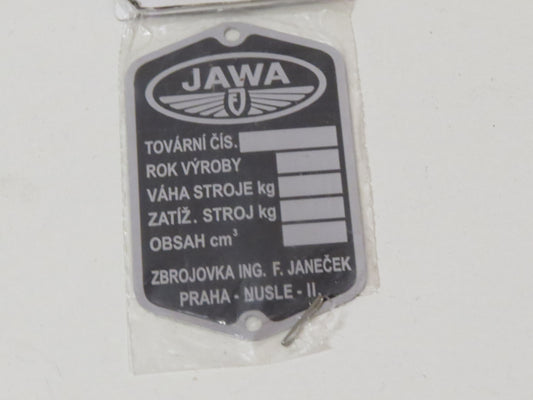 JAWA
FJ
TOVÁRNÍ ČÍS.
ROK VÝROBY
VÁHA STROJE kg
ZATÍŽ. STROJ kg
OBSAH cm³
ZBROJOVKA ING. F. JANEČEK
PRAHA - NUSLE - II.